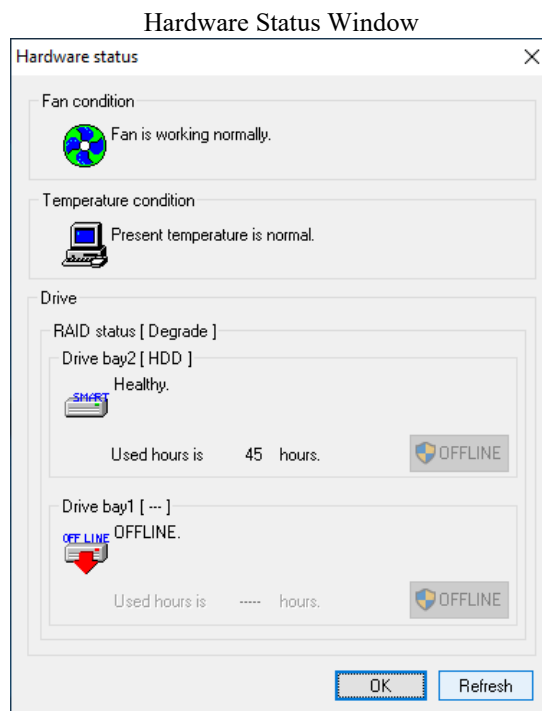 Hardware Status Window
Hardware status
Fan condition
Fan is working normally.
Temperature condition
Present temperature is normal.
Drive
RAID status [ Degrade ]
Drive bay2 [ HDD ]
SMART
Healthy.
Used hours is 45 hours.
OFFLINE
Drive bay1 [ --- ]
OFF LINE
OFFLINE.
Used hours is ----- hours.
OFFLINE
OK
Refresh